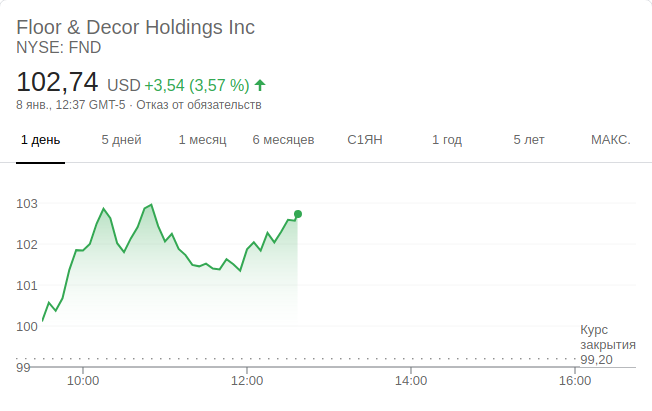 Floor & Decor Holdings Inc
NYSE: FND
102,74 USD +3,54 (3,57 %)
8 янв., 12:37 GMT-5 · Отказ от обязательств
1 день 5 дней 1 месяц 6 месяцев С1ЯН 1 год 5 лет МАКС.
103
102
101
100
99
Курс
закрытия
99,20
10:00 12:00 14:00 16:00